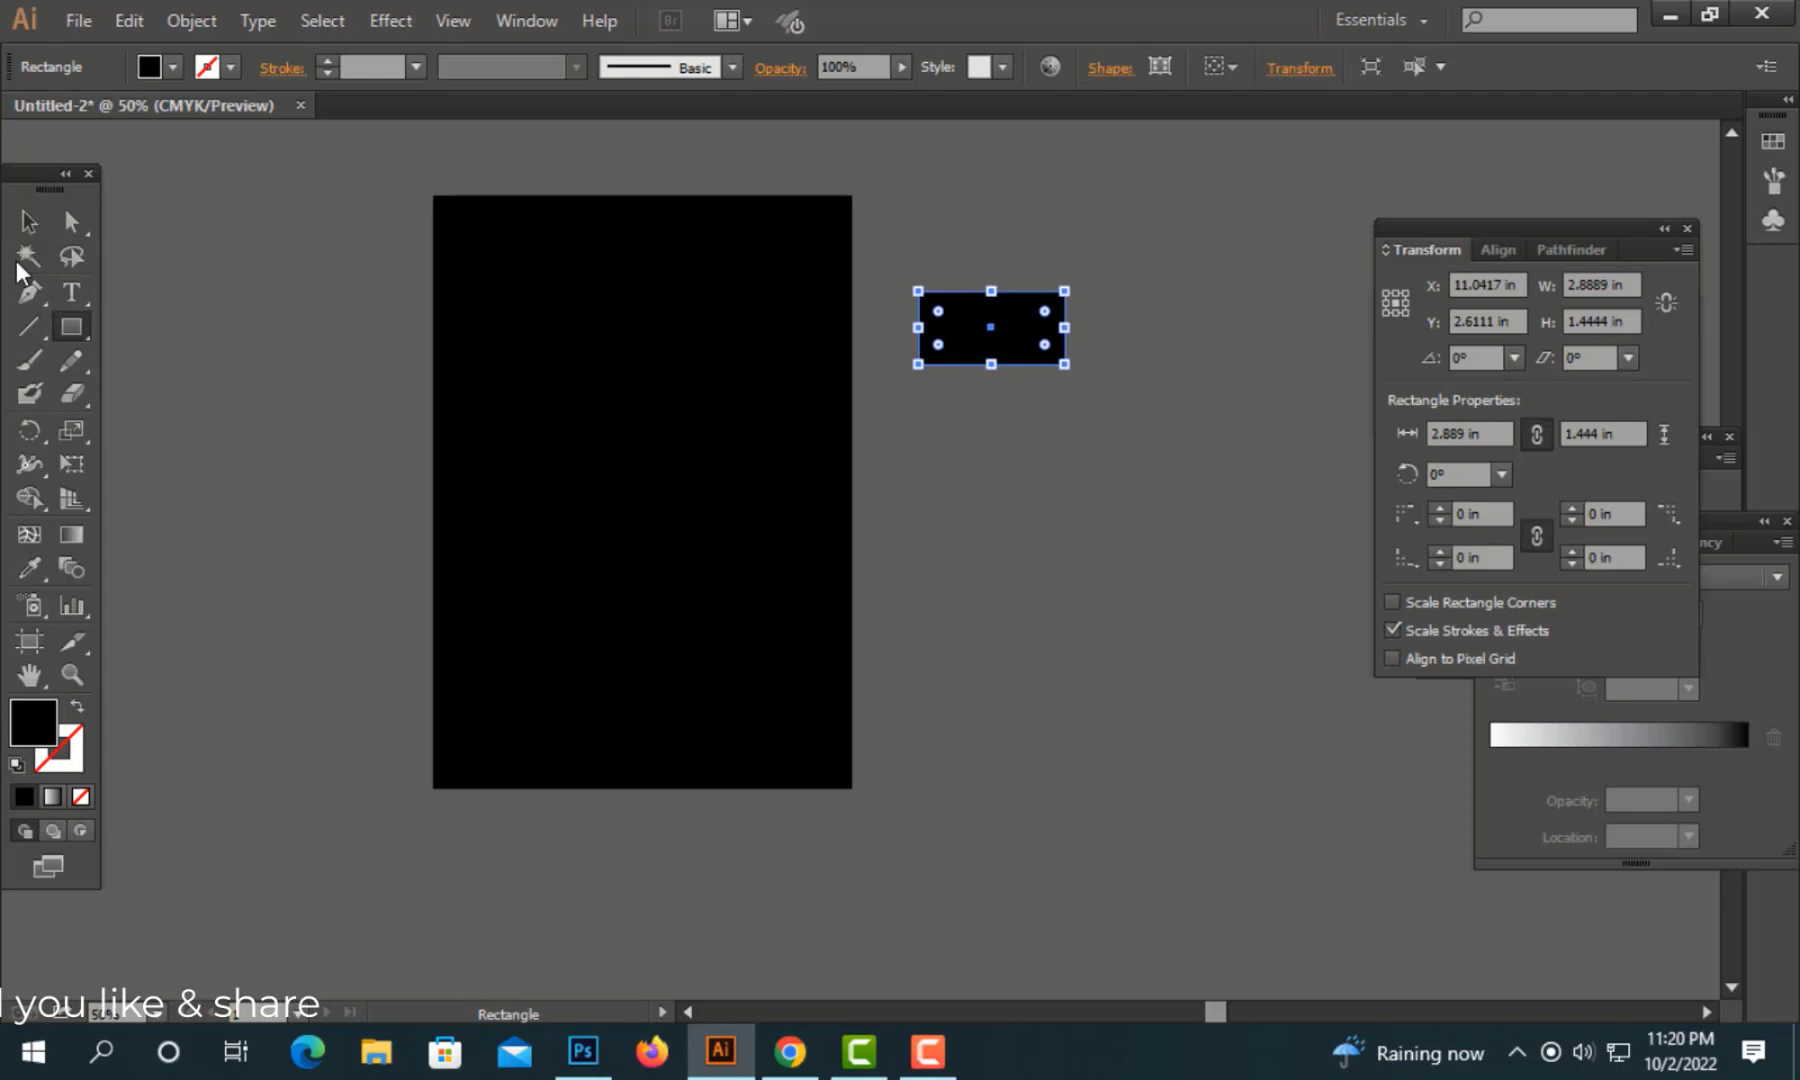 Ai File Edit Object Select Effect View Window Help Br Essentials
Rectangle Stroke: Basic Opacity: 100% Style: Shape: Transform
Untitled-2* @ 50% (CMYK/Preview)
Transform Align Pathfinder
X: 11.0417 in W: 2.8889 in
Y: 2.6111 in H: 1.4444 in
0° 0°
Rectangle Properties:
2.889 in 1.444 in
0°
0 in 0 in
0 in 0 in
Scale Rectangle Corners
Scale Strokes & Effects
Align to Pixel Grid
ncy
Opacity:
Location:
T
you like & share
Rectangle
Ps Ai
Raining now
11:20 PM
10/2/2022